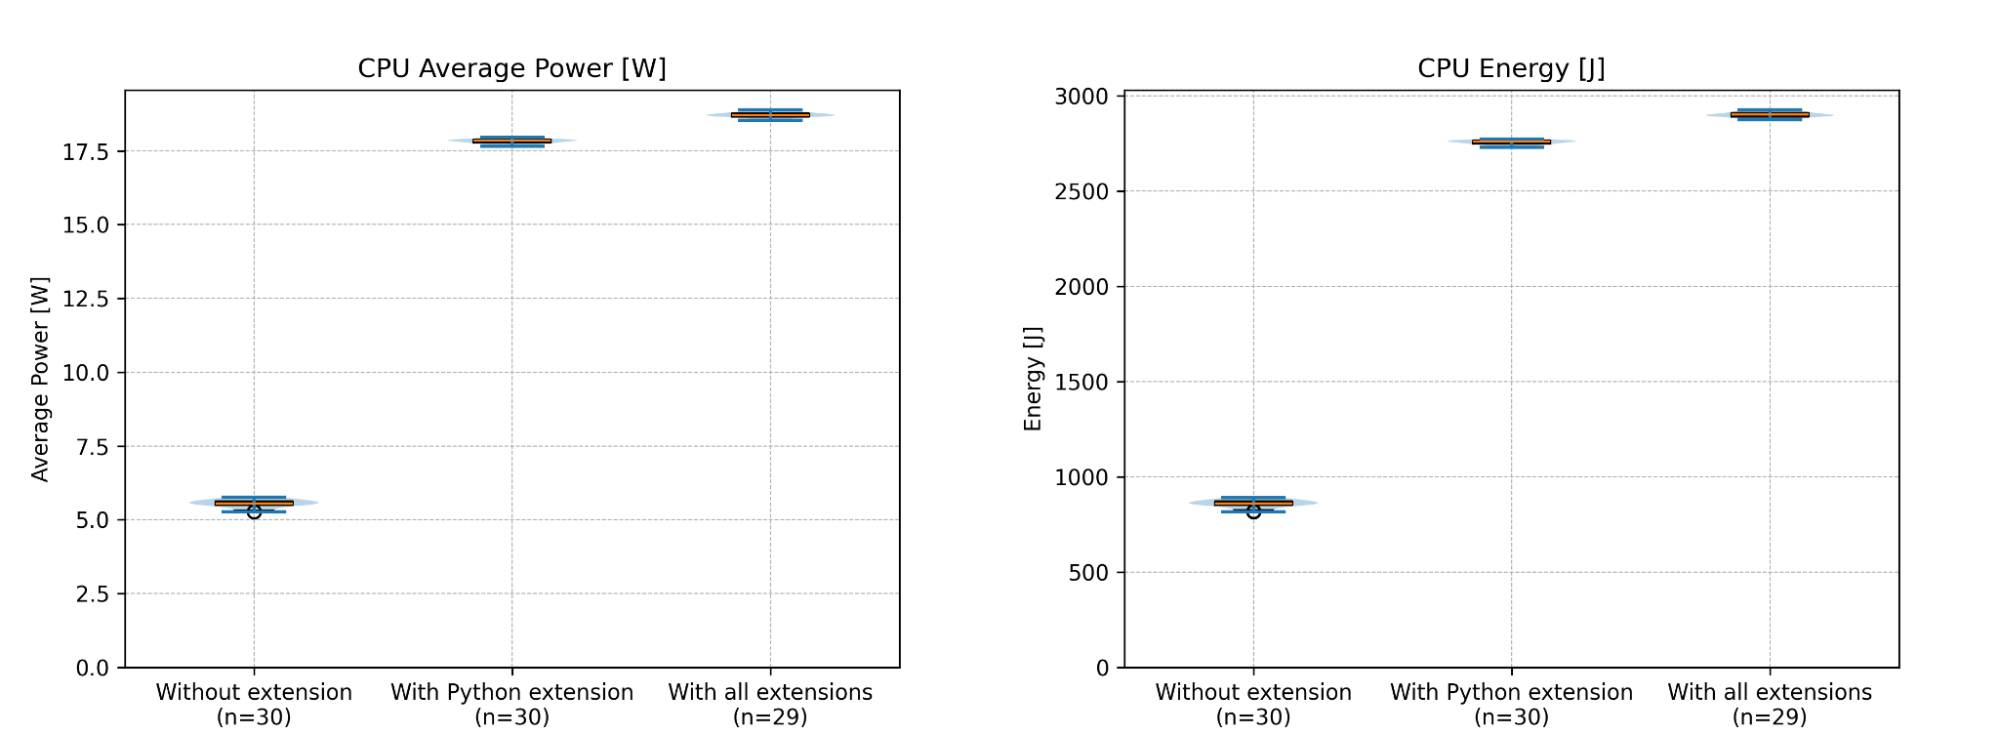 CPU Average Power [W]
Average Power [W]
17.5
15.0
12.5
10.0
7.5
5.0
2.5
0.0
Without extension
(n=30)
With Python extension
(n=30)
With all extensions
(n=29)
CPU Energy [J]
Energy [J]
3000
2500
2000
1500
1000
500
0
Without extension
(n=30)
With Python extension
(n=30)
With all extensions
(n=29)